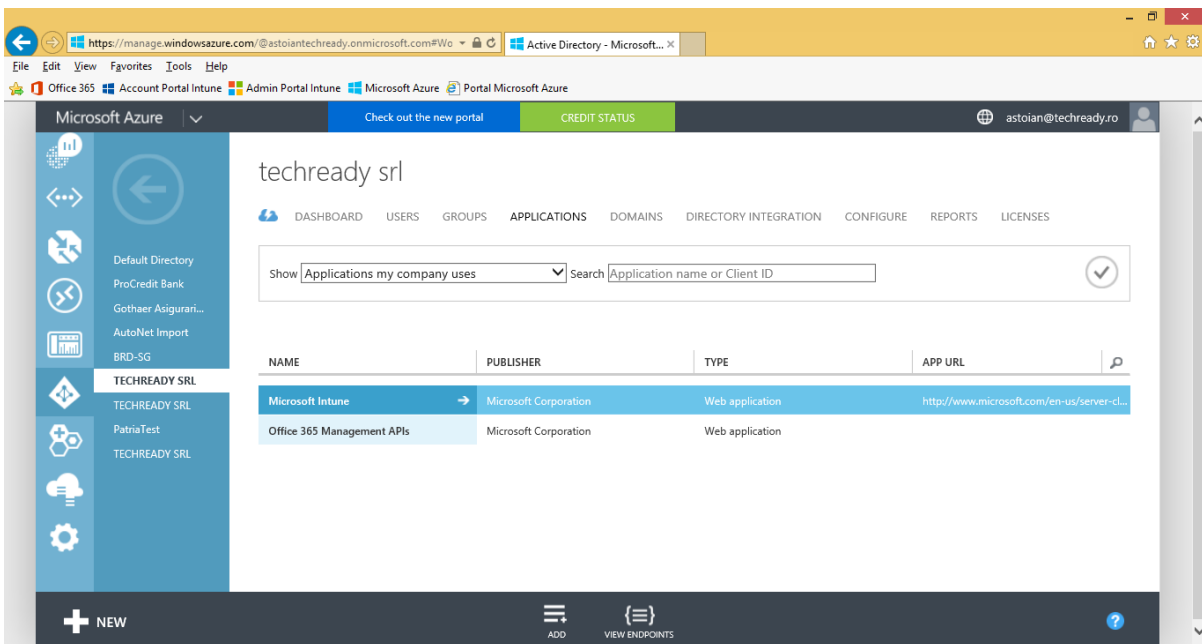 https://manage.windowsazure.com/@astoiantechready.onmicrosoft.com#Wo
Active Directory - Microsoft...
File Edit View Favorites Tools Help
Office 365 Account Portal Intune Admin Portal Intune Microsoft Azure Portal Microsoft Azure
Microsoft Azure Check out the new portal CREDIT STATUS astoian@techready.ro
techready srl
DASHBOARD USERS GROUPS APPLICATIONS DOMAINS DIRECTORY INTEGRATION CONFIGURE REPORTS LICENSES
Default Directory
ProCredit Bank
Gothaer Asigurari...
AutoNet Import
BRD-SG
TECHREADY SRL
TECHREADY SRL
PatriaTest
TECHREADY SRL
Show Applications my company uses Search Application name or Client ID
NAME PUBLISHER TYPE APP URL
Microsoft Intune Microsoft Corporation Web application http://www.microsoft.com/en-us/server-cl...
Office 365 Management APIs Microsoft Corporation Web application
NEW
ADD
VIEW ENDPOINTS
?